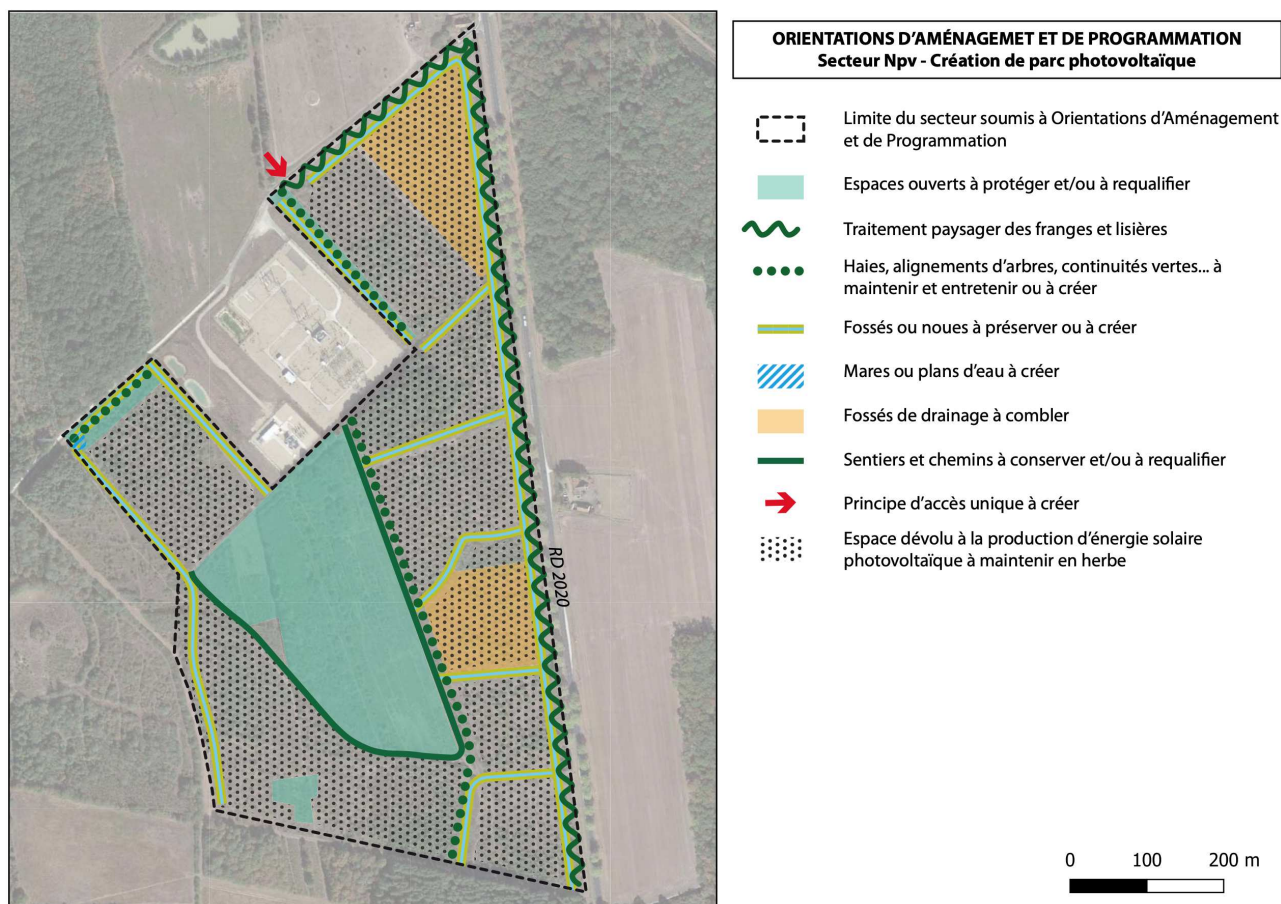 ORIENTATIONS D’AMÉNAGEMET ET DE PROGRAMMATION
Secteur Npv - Création de parc photovoltaïque
Limite du secteur soumis à Orientations d’Aménagement
et de Programmation
Espaces ouverts à protéger et/ou à requalifier
Traitement paysager des franges et lisières
Haies, alignements d’arbres, continuités vertes... à
maintenir et entretenir ou à créer
Fossés ou noues à préserver ou à créer
Mares ou plans d’eau à créer
Fossés de drainage à combler
Sentiers et chemins à conserver et/ou à requalifier
Principe d’accès unique à créer
Espace dévolu à la production d’énergie solaire
photovoltaïque à maintenir en herbe
RD 2020
0 100 200 m